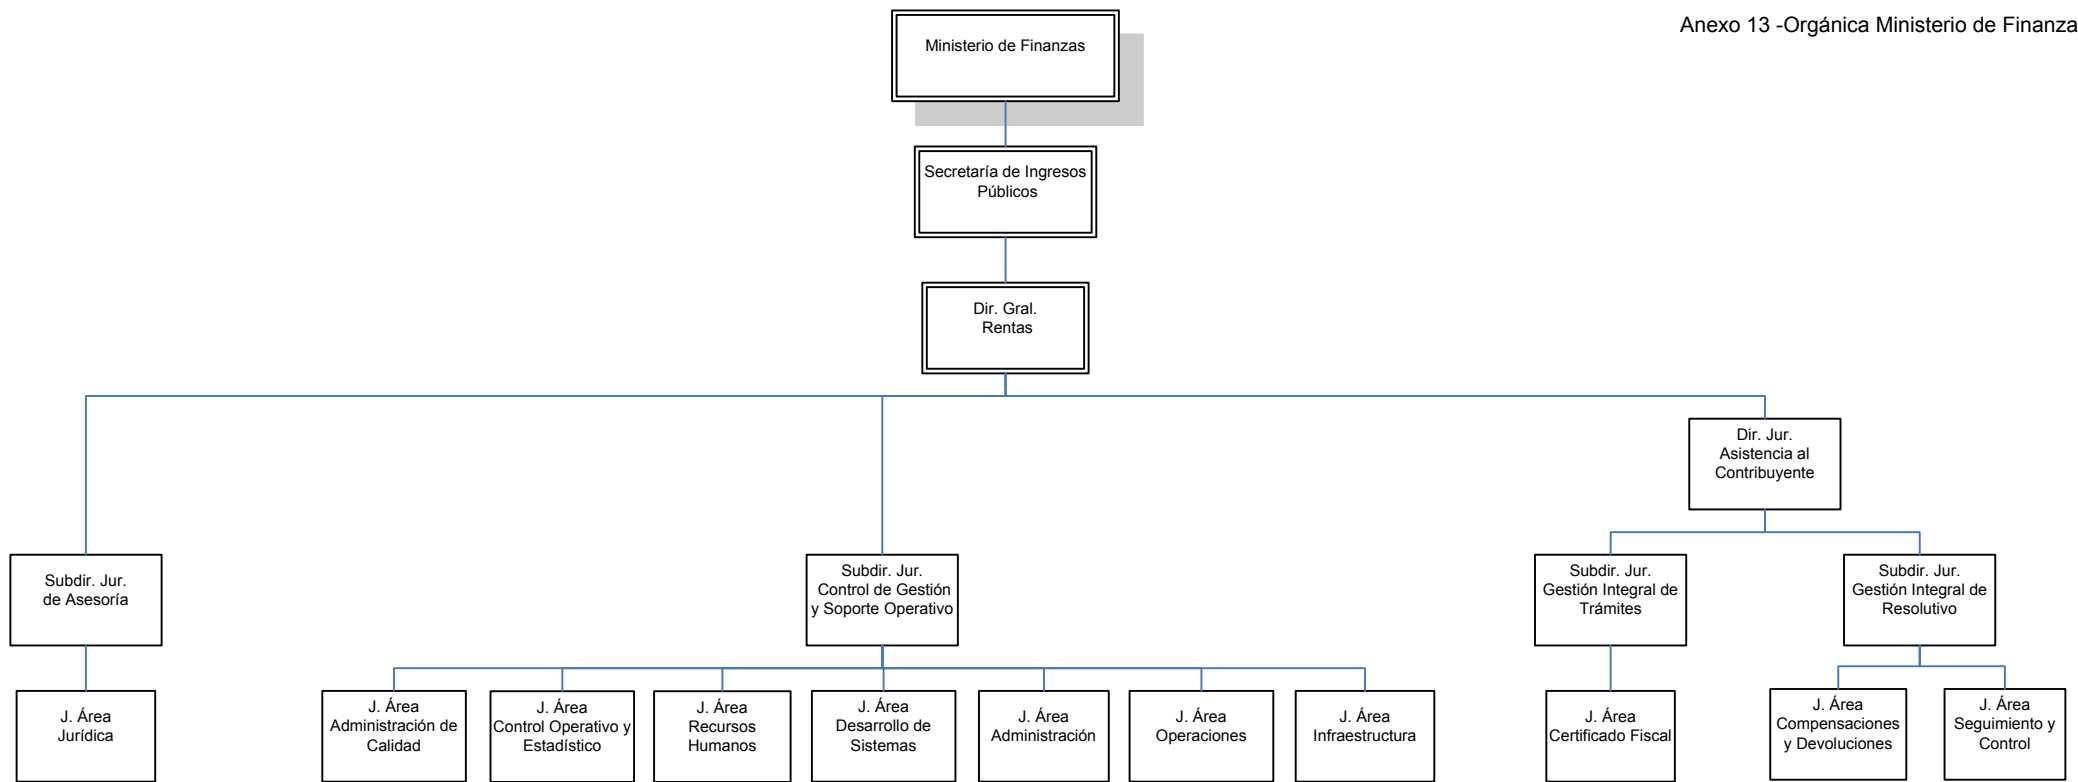 Anexo 13 -Orgánica Ministerio de Finanza
Ministerio de Finanzas
Secretaría de Ingresos
Públicos
Dir. Gral.
Rentas
Dir. Jur.
Asistencia al
Contribuyente
Subdir. Jur.
de Asesoría
Subdir. Jur.
Control de Gestión
y Soporte Operativo
Subdir. Jur.
Gestión Integral de
Trámites
Subdir. Jur.
Gestión Integral de
Resolutivo
J. Área
Jurídica
J. Área
Administración de
Calidad
J. Área
Control Operativo y
Estadístico
J. Área
Recursos
Humanos
J. Área
Desarrollo de
Sistemas
J. Área
Administración
J. Área
Operaciones
J. Área
Infraestructura
J. Área
Certificado Fiscal
J. Área
Compensaciones
y Devoluciones
J. Área
Seguimiento y
Control